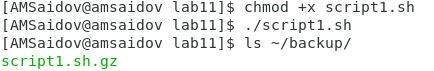 [AMSaidov@amsaidov lab11]$ chmod +x script1.sh
[AMSaidov@amsaidov lab11]$ ./script1.sh
[AMSaidov@amsaidov lab11]$ ls ~/backup/
script1.sh.gz